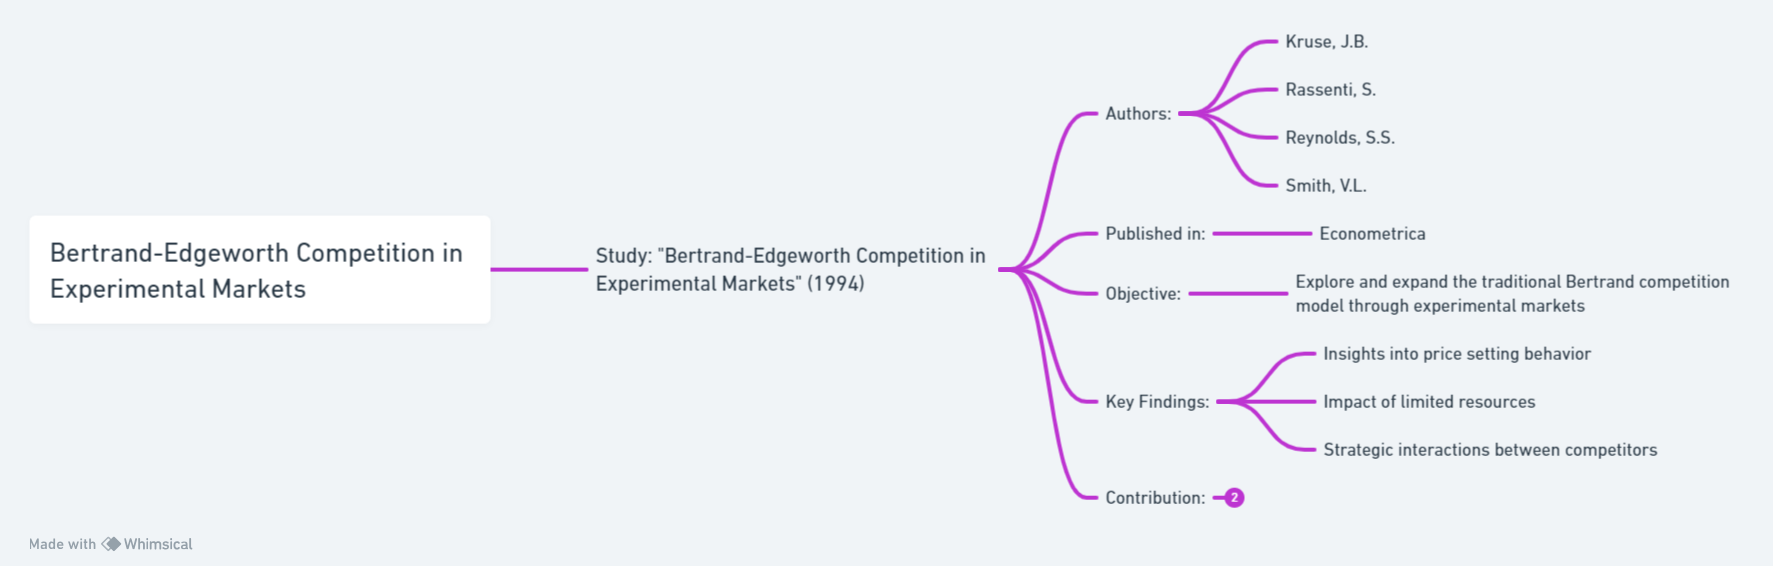 Bertrand-Edgeworth Competition in
Experimental Markets
Study: "Bertrand-Edgeworth Competition in
Experimental Markets" (1994)
Authors:
Kruse, J.B.
Rassenti, S.
Reynolds, S.S.
Smith, V.L.
Published in:
Econometrica
Objective:
Explore and expand the traditional Bertrand competition
model through experimental markets
Key Findings:
Insights into price setting behavior
Impact of limited resources
Strategic interactions between competitors
Contribution:
2
Made with Whimsical